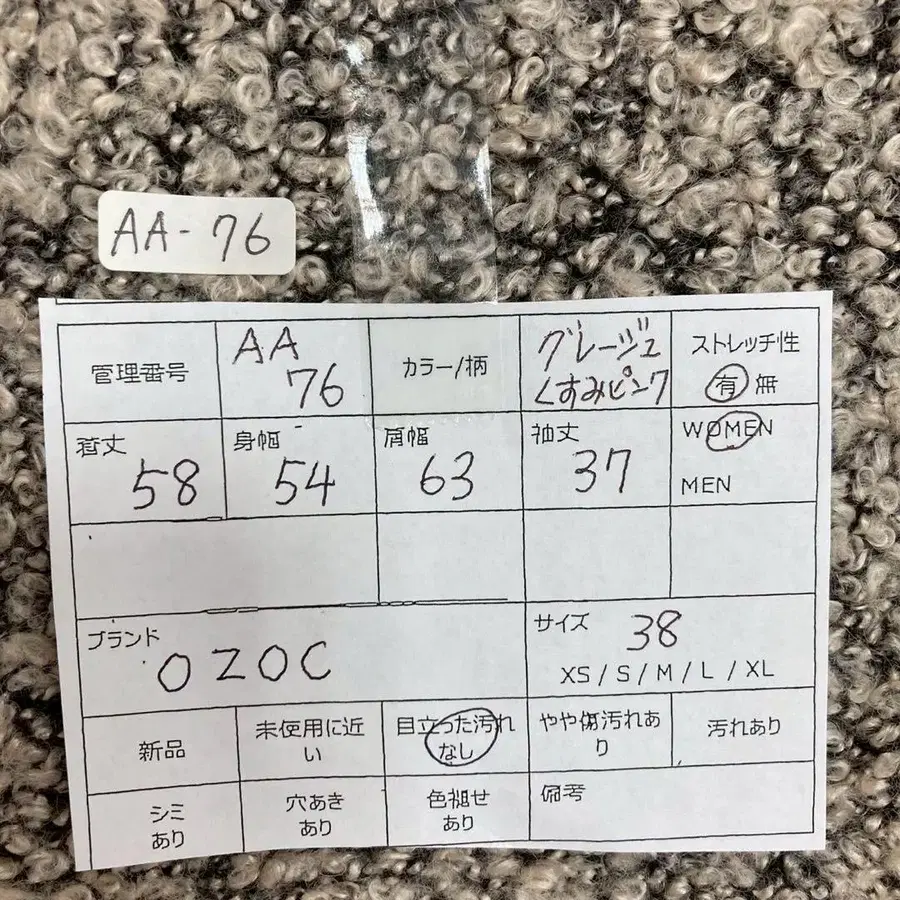 AA-76
管理番号
AA
76
カラー/柄
グレージュ
くすみピンク
ストレッチ性
有 無
着丈
58
身幅
54
肩幅
63
袖丈
37
WOMEN
MEN
ブランド
OZOC
サイズ 38
XS / S / M / L / XL
新品
未使用に近
い
目立った汚れ
なし
やや傷汚れあ
り
汚れあり
シミ
あり
穴あき
あり
色褪せ
あり
備考